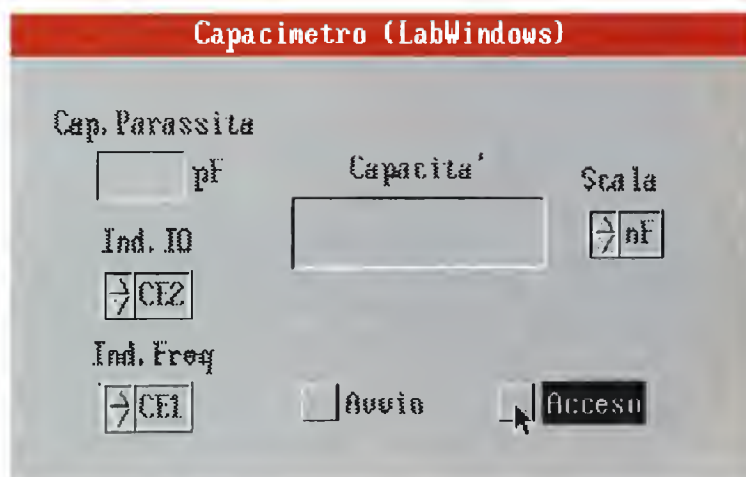 Capacimetro (LabWindows)
Cap. Parassita
pF
Capacita'
Scala
nF
Ind. IO
CE2
Ind. Freq
CE1
Avvio
Acceso